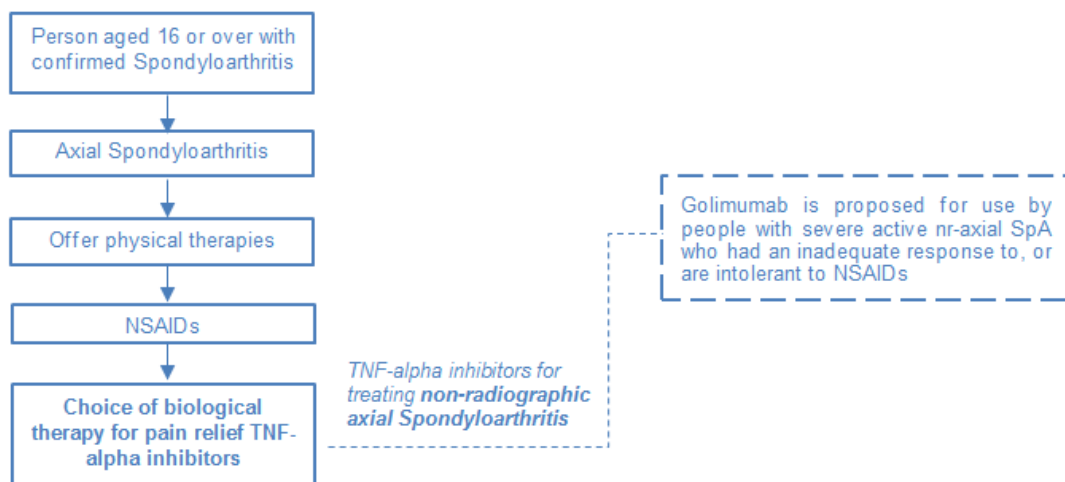 Person aged 16 or over with
confirmed Spondyloarthritis
Axial Spondyloarthritis
Offer physical therapies
NSAIDs
Choice of biological
therapy for pain relief TNF-
alpha inhibitors
TNF-alpha inhibitors for
treating non-radiographic
axial Spondyloarthritis
Golimumab is proposed for use by
people with severe active nr-axial SpA
who had an inadequate response to, or
are intolerant to NSAIDs